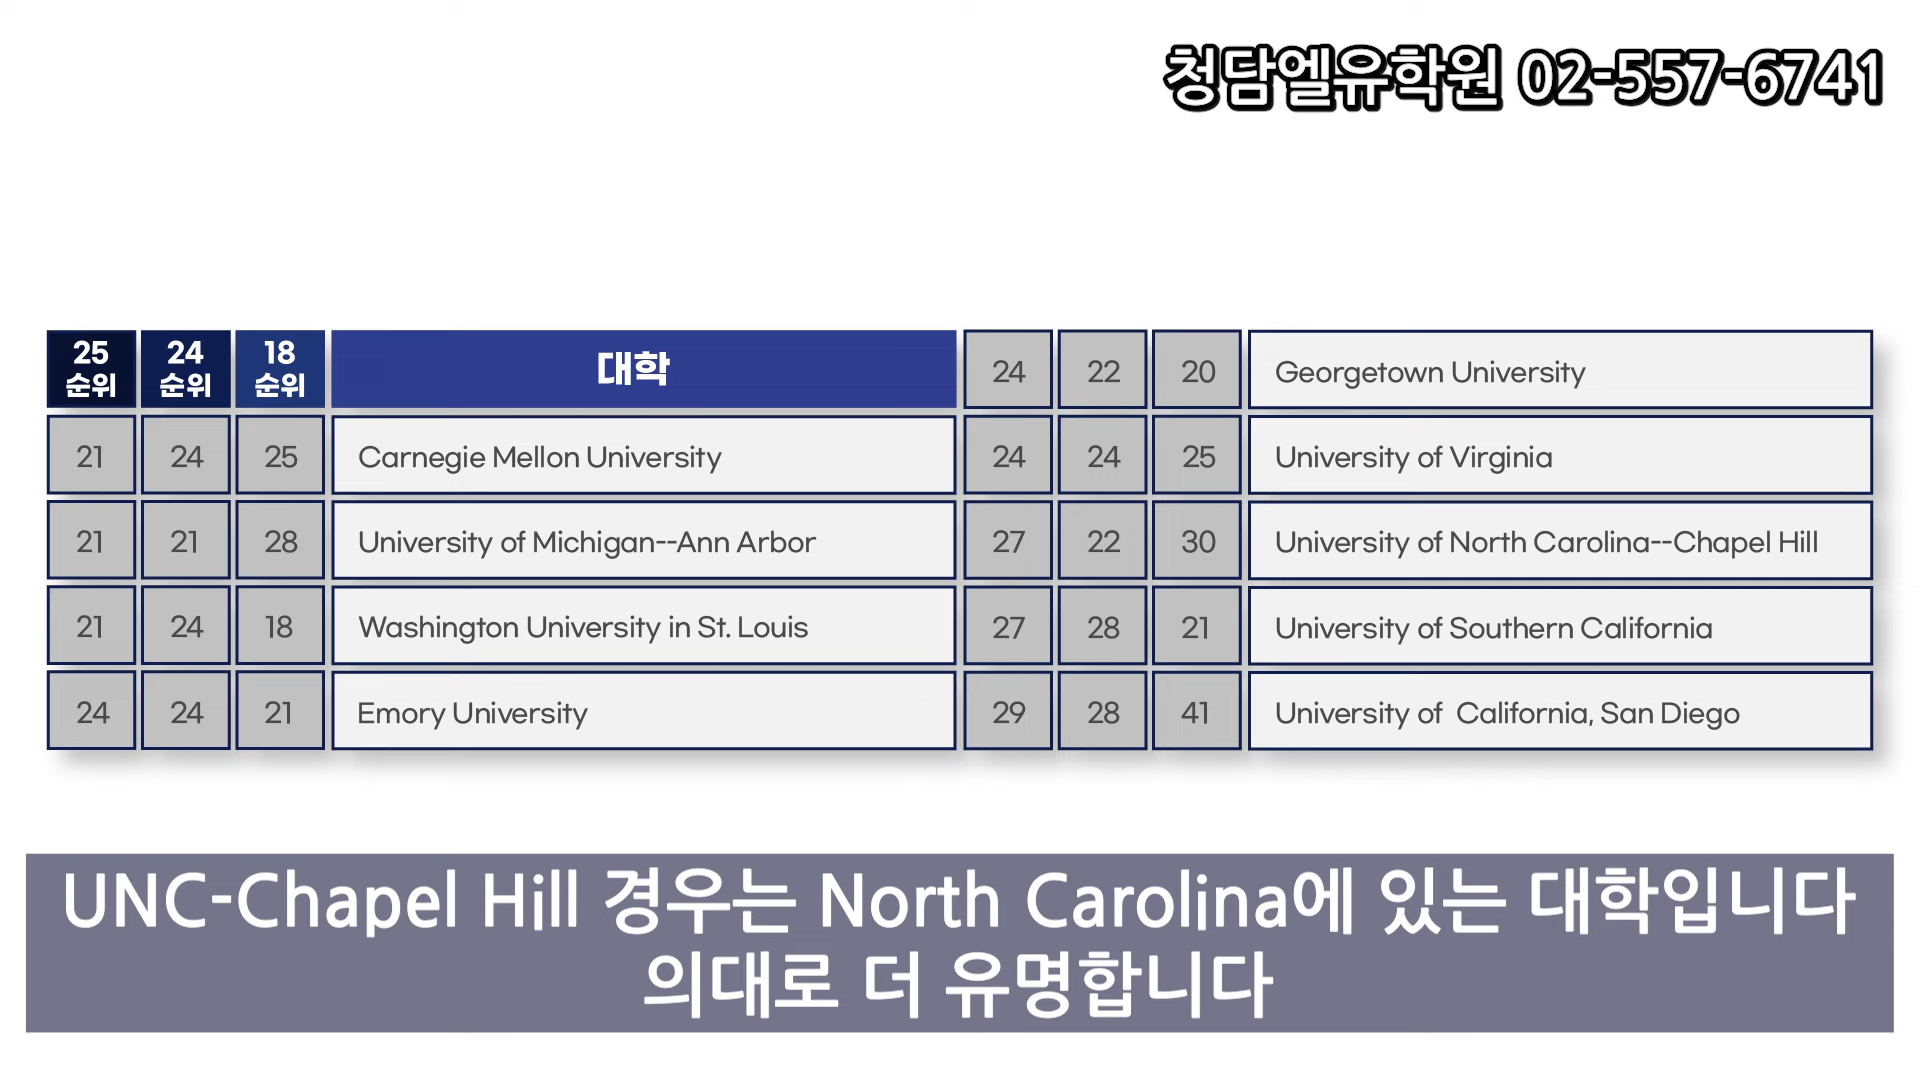 청담엘유학원 02-557-6741
25 순위 24 순위 18 순위 대학
21 24 25 Carnegie Mellon University
21 21 28 University of Michigan--Ann Arbor
21 24 18 Washington University in St. Louis
24 24 21 Emory University
24 22 20 Georgetown University
24 24 25 University of Virginia
27 22 30 University of North Carolina--Chapel Hill
27 28 21 University of Southern California
29 28 41 University of  California, San Diego
UNC-Chapel Hill 경우는 North Carolina에 있는 대학입니다
의대로 더 유명합니다